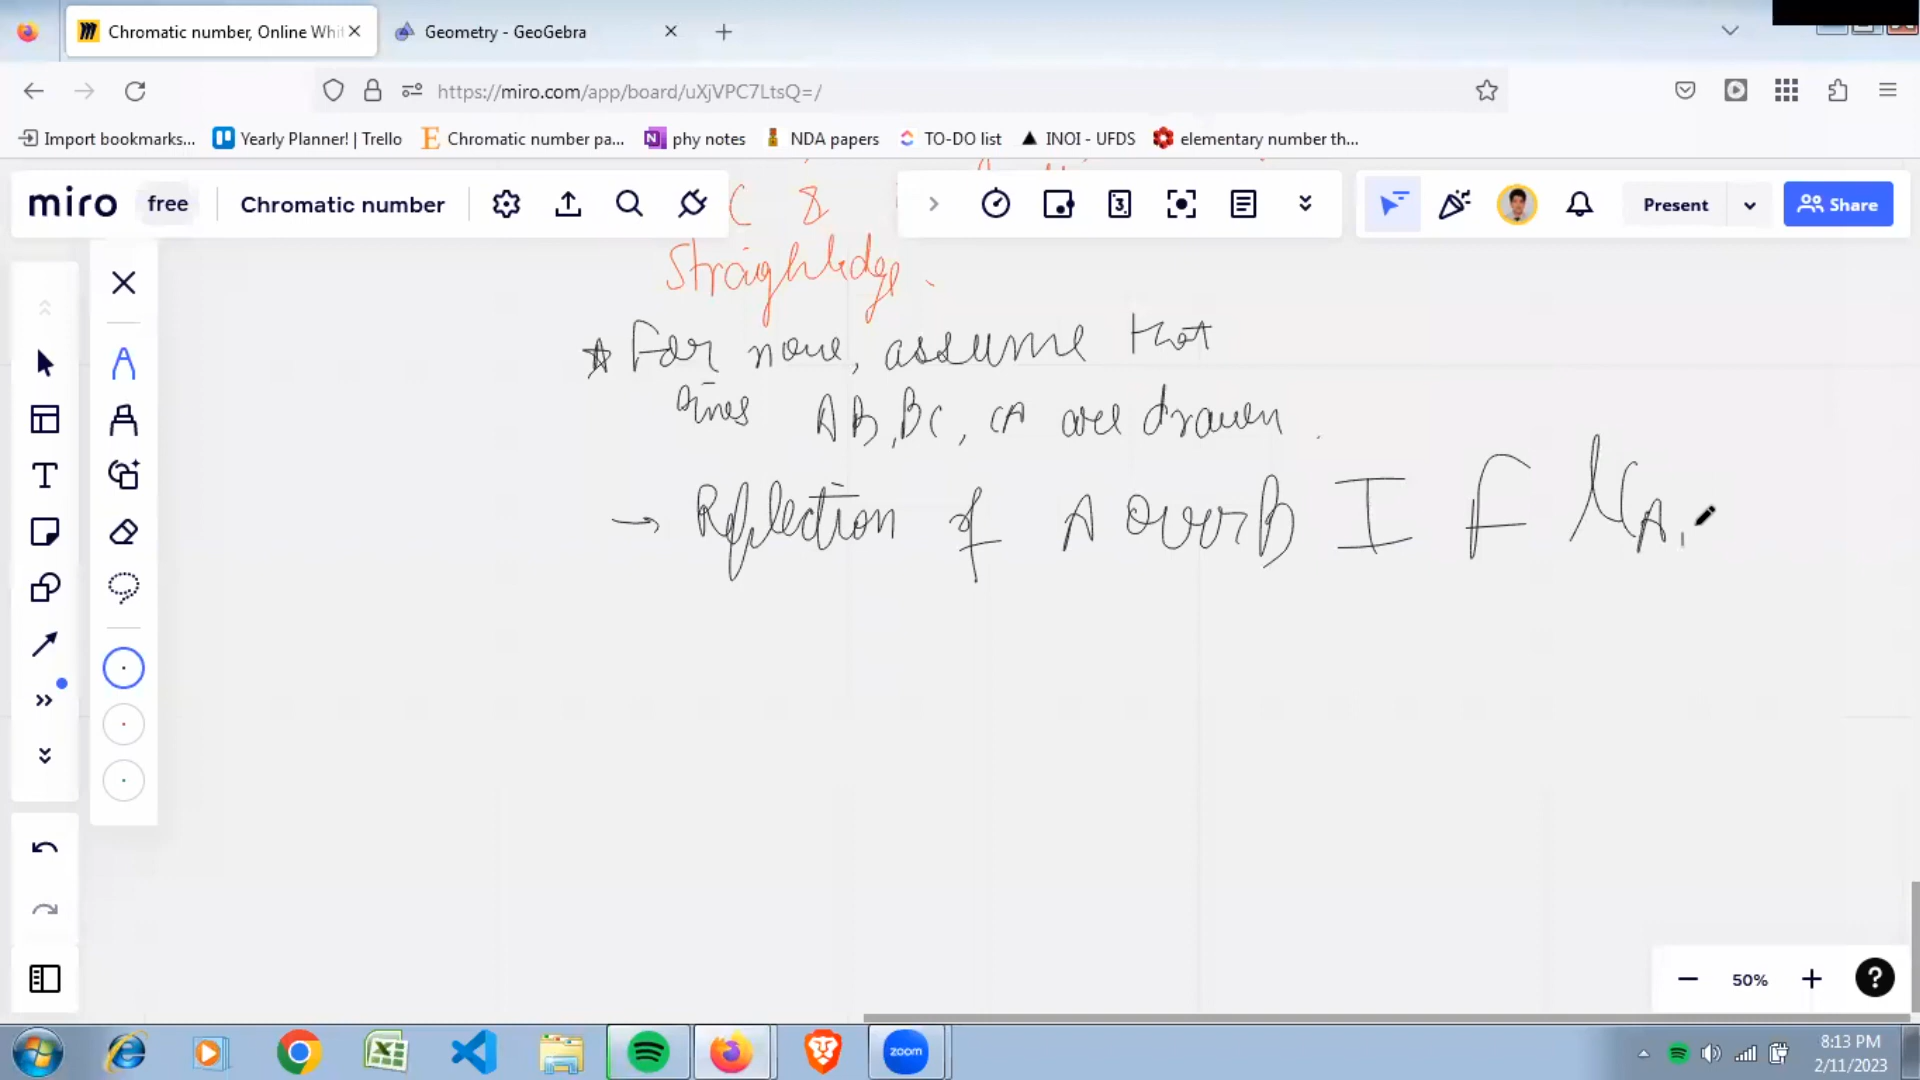 Chromatic number, Online Whit
Geometry - GeoGebra
https://miro.com/app/board/uXjVPC7LtsQ=/
Import bookmarks... Yearly Planner! | Trello Chromatic number pa... phy notes NDA papers TO-DO list INOI - UFDS elementary number th...
miro free Chromatic number Present Share
C &
Straightedge.
For now, assume that
lines AB, BC, CA are drawn.
→ Reflection of A over B I F
50%
zoom
8:13 PM
2/11/2023